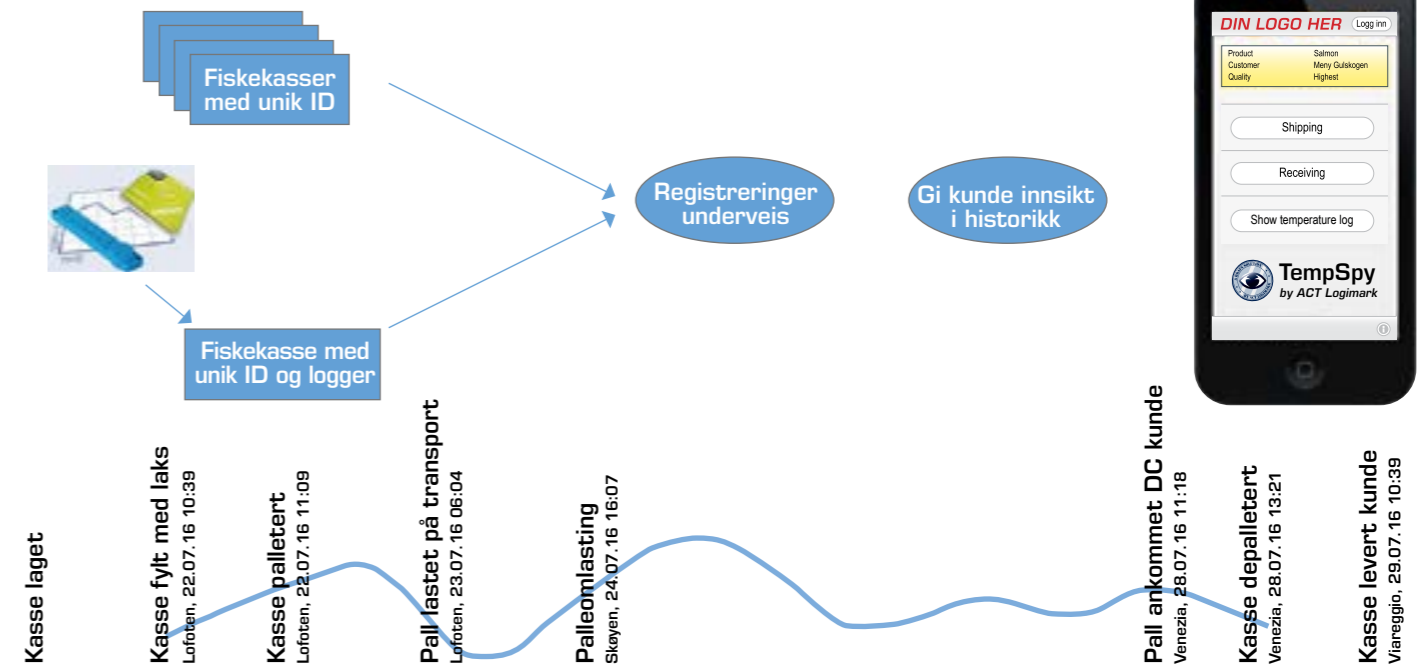 Fiskekasser
med unik ID
Fiskekasse med
unik ID og logger
Registreringer
underveis
Gi kunde innsikt
i historikk
DIN LOGO HER
Logg inn
Product Salmon
Customer Meny Gulskogen
Quality Highest
Shipping
Receiving
Show temperature log
TempSpy
by ACT Logimark
Kasse laget
Kasse fylt med laks
Lofoten, 22.07.16 10:39
Kasse palletert
Lofoten, 22.07.16 11:09
Pall lastet på transport
Lofoten, 23.07.16 06:04
Palleomlasting
Skøyen, 24.07.16 16:07
Pall ankommet DC kunde
Venezia, 28.07.16 11:18
Kasse depalletert
Venezia, 28.07.16 13:21
Kasse levert kunde
Viareggio, 29.07.16 10:39